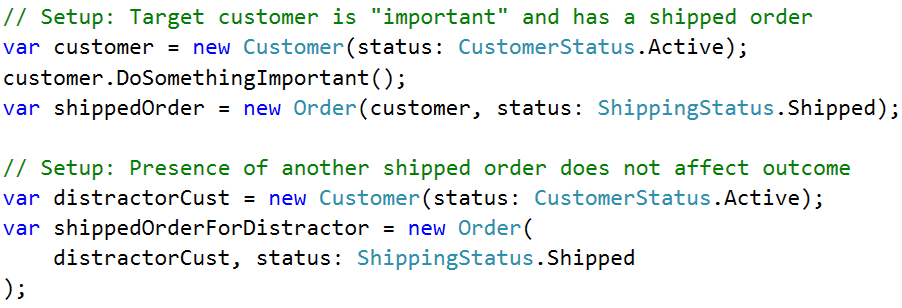 // Setup: Target customer is "important" and has a shipped order
var customer = new Customer(status: CustomerStatus.Active);
customer.DoSomethingImportant();
var shippedOrder = new Order(customer, status: ShippingStatus.Shipped);

// Setup: Presence of another shipped order does not affect outcome
var distractorCust = new Customer(status: CustomerStatus.Active);
var shippedOrderForDistractor = new Order(
    distractorCust, status: ShippingStatus.Shipped
);